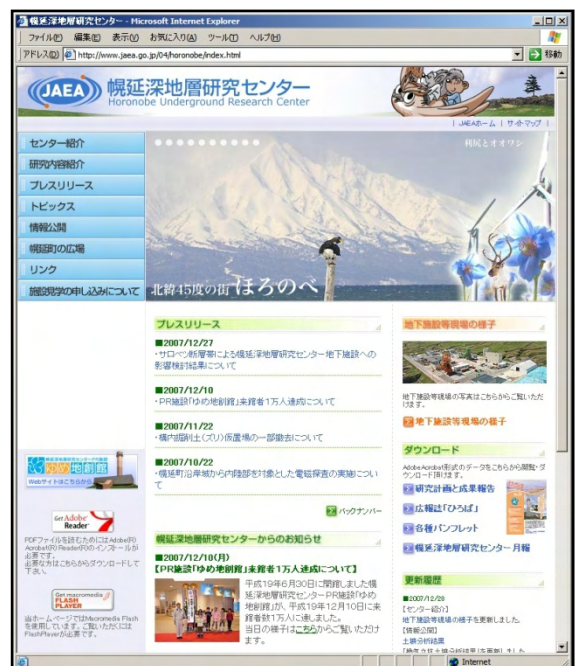 幌延深地層研究センター - Microsoft Internet Explorer
ファイル(F) 編集(E) 表示(V) お気に入り(A) ツール(T) ヘルプ(H)
アドレス(D) http://www.jaea.go.jp/04/horonobe/index.html 移動
JAEA 幌延深地層研究センター
Horonobe Underground Research Center
| JAEAホーム | サイトマップ |
センター紹介
研究内容紹介
プレスリリース
トピックス
情報公開
幌延町の広場
リンク
施設見学の申し込みについて
利尻とオオワシ
北緯45度の街 ほろのべ
プレスリリース
■2007/12/27
・サロベツ断層帯による幌延深地層研究センター地下施設への
影響検討結果について
■2007/12/10
・PR施設「ゆめ地創館」来館者1万人達成について
■2007/11/22
・構内掘削土(ズリ)仮置場の一部撤去について
■2007/10/22
・幌延町沿岸域から内陸部を対象とした電磁探査の実施につい
て
バックナンバー
幌延深地層研究センターからのお知らせ
■2007/12/10(月)
【PR施設「ゆめ地創館」来館者1万人達成について】
平成19年6月30日に開館しました幌
延深地層研究センターPR施設「ゆめ
地創館」が、平成19年12月10日に来
館者数1万人に達しました。
当日の様子はこちらからご覧いただけ
ます。
地下施設等現場の様子
地下施設等現場の写真はこちらからご覧いただ
けます。
地下施設等現場の様子
ダウンロード
AdobeAcrobat形式のデータをこちらから閲覧・ダ
ウンロード頂けます。
研究計画と成果報告
広報誌「ひろば」
各種パンフレット
幌延深地層研究センター月報
更新履歴
■2007/12/28
【センター紹介】
地下施設等現場の様子を更新しました。
【情報公開】
土壌分析結果
ゆめ地創館
Webサイトはこちらから
Get Adobe Reader
PDFファイルを読むためにはAdobe(R)
Acrobat(R) Reader(R)のインストールが
必要です。
必要な方はこちらからダウンロードして
下さい。
Get macromedia FLASH PLAYER
当ホームページではMacromedia Flash
を使用しています。ご覧いただくには
FlashPlayerが必要です。
Internet